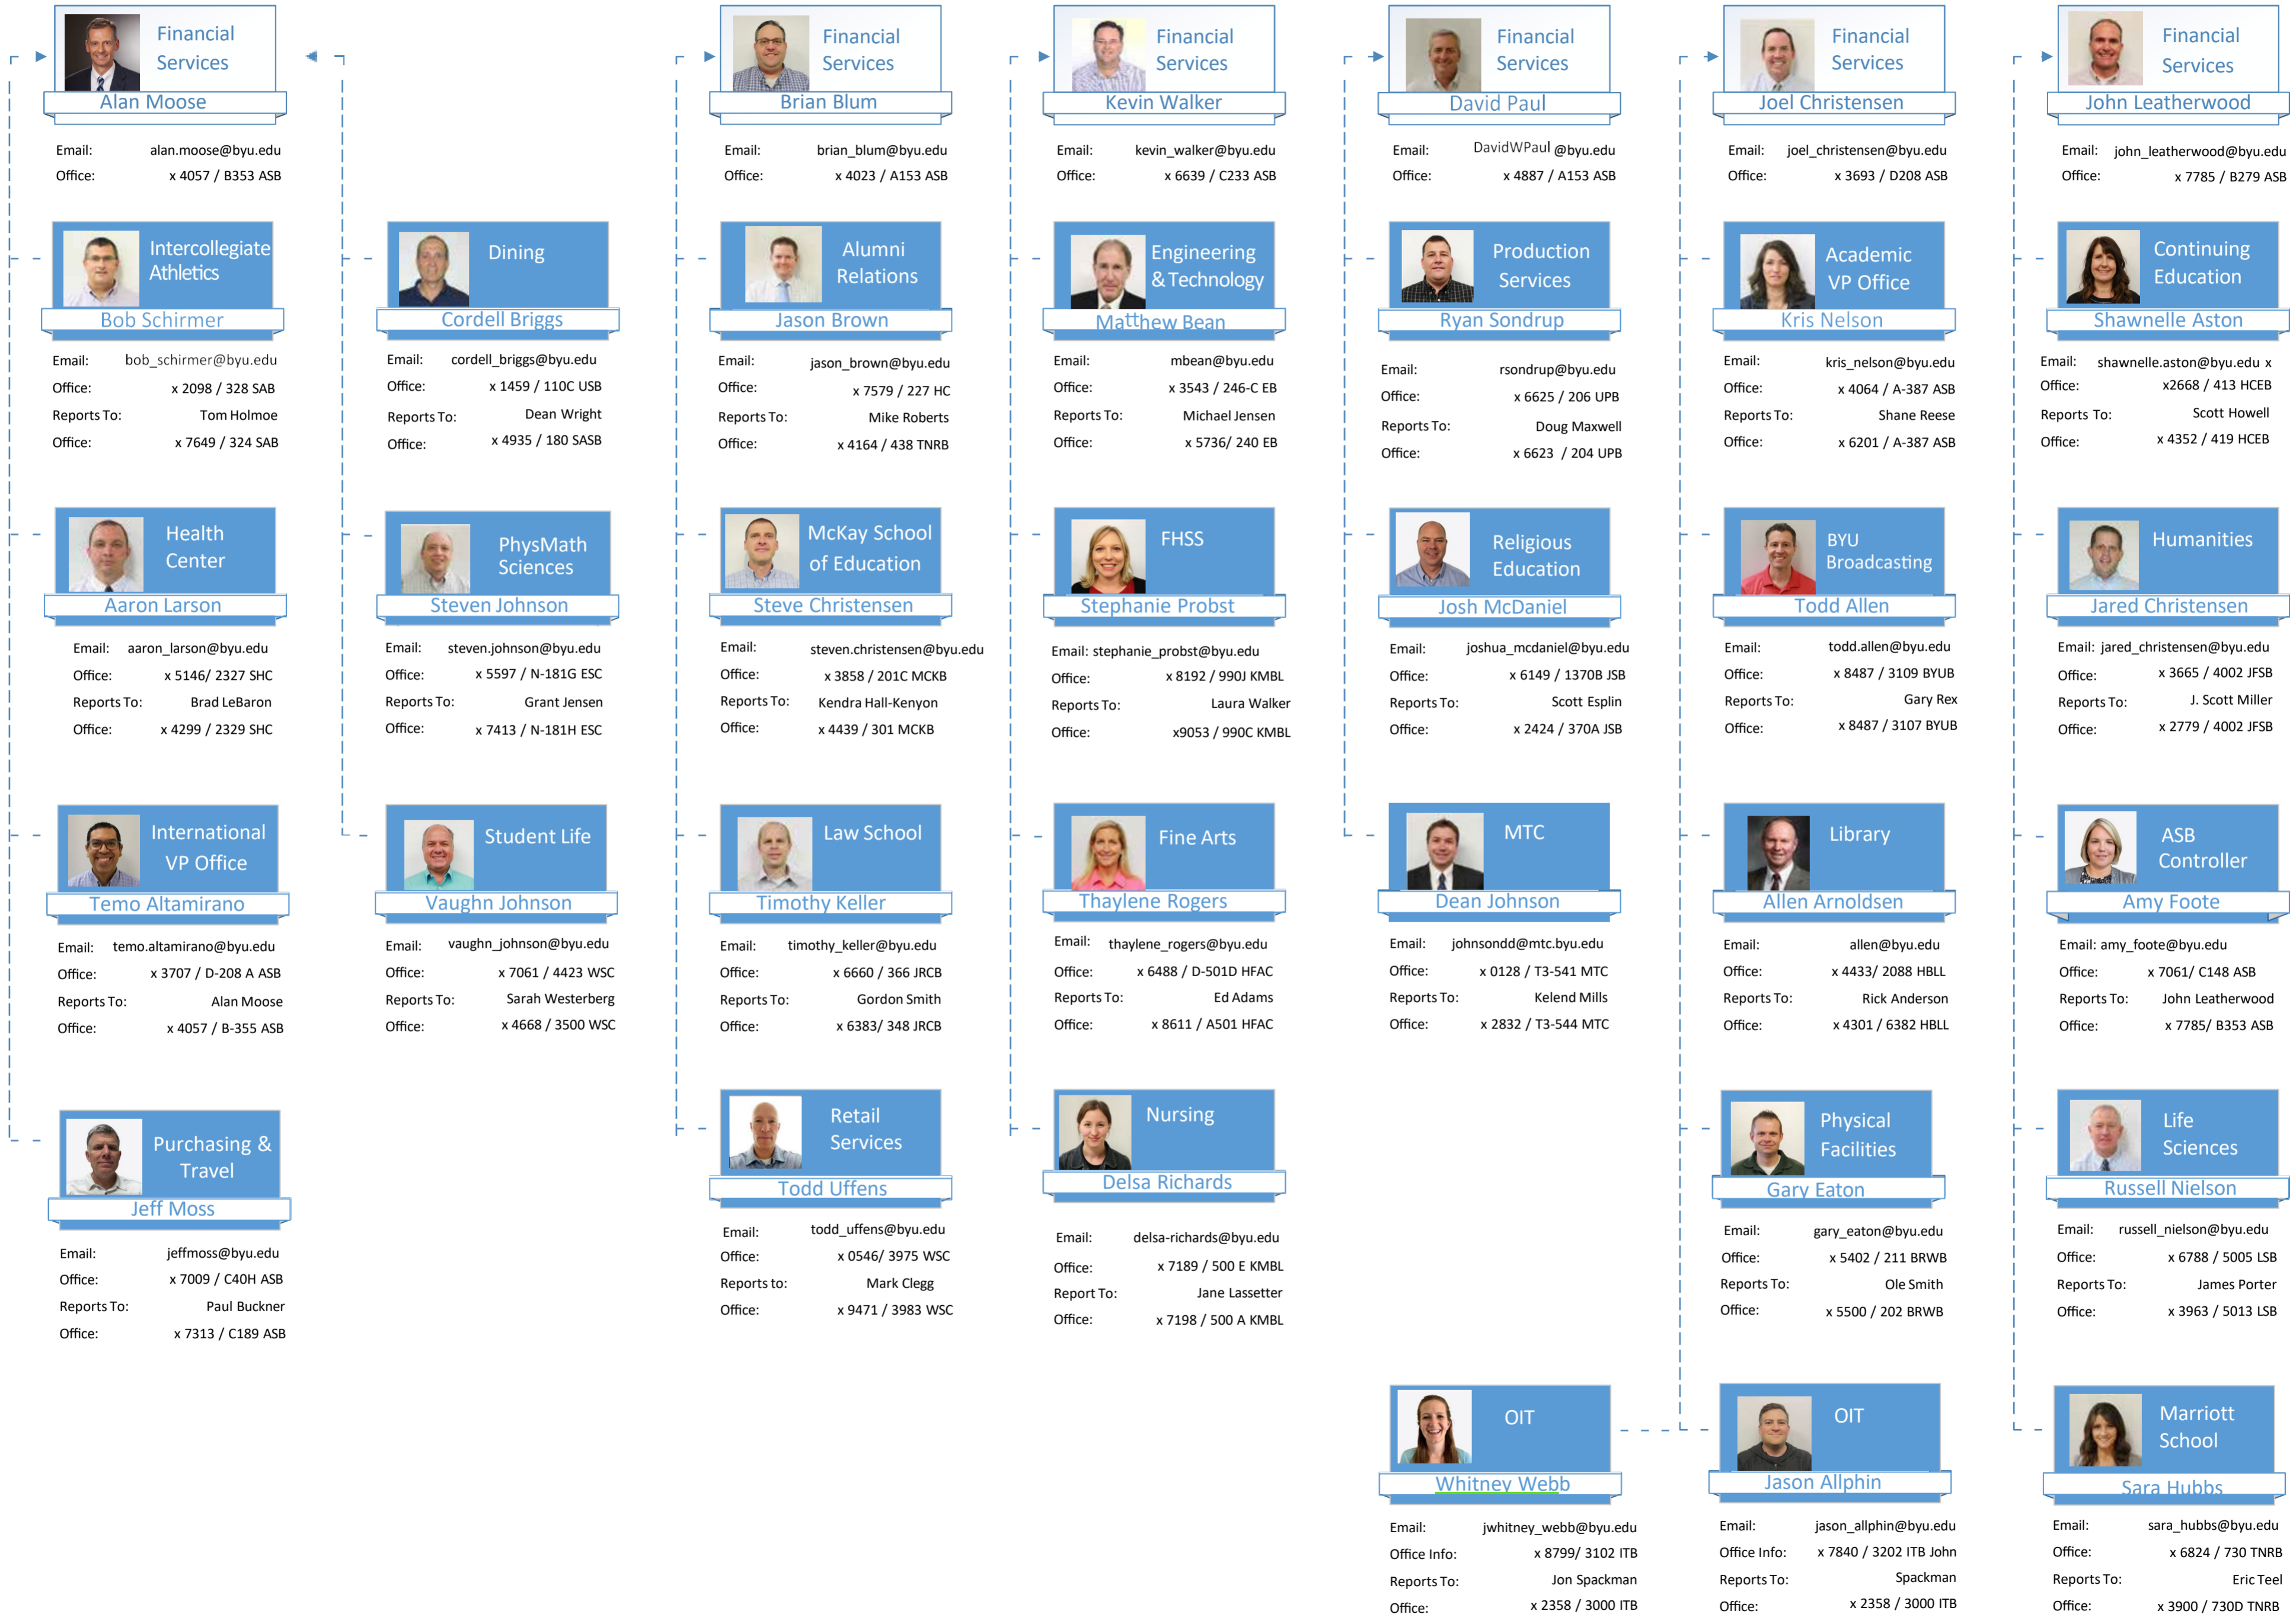 Financial
Services
Alan Moose
Email: alan.moose@byu.edu
Office: x 4057 / B353 ASB
Financial
Services
Brian Blum
Email: brian_blum@byu.edu
Office: x 4023 / A153 ASB
Financial
Services
Kevin Walker
Email: kevin_walker@byu.edu
Office: x 6639 / C233 ASB
Financial
Services
David Paul
Email: DavidWPaul @byu.edu
Office: x 4887 / A153 ASB
Financial
Services
Joel Christensen
Email: joel_christensen@byu.edu
Office: x 3693 / D208 ASB
Financial
Services
John Leatherwood
Email: john_leatherwood@byu.edu
Office: x 7785 / B279 ASB
Intercollegiate
Athletics
Bob Schirmer
Email: bob_schirmer@byu.edu
Office: x 2098 / 328 SAB
Reports To: Tom Holmoe
Office: x 7649 / 324 SAB
Dining
Cordell Briggs
Email: cordell_briggs@byu.edu
Office: x 1459 / 110C USB
Reports To: Dean Wright
Office: x 4935 / 180 SASB
Alumni
Relations
Jason Brown
Email: jason_brown@byu.edu
Office: x 7579 / 227 HC
Reports To: Mike Roberts
Office: x 4164 / 438 TNRB
Engineering
& Technology
Matthew Bean
Email: mbean@byu.edu
Office: x 3543 / 246-C EB
Reports To: Michael Jensen
Office: x 5736/ 240 EB
Production
Services
Ryan Sondrup
Email: rsondrup@byu.edu
Office: x 6625 / 206 UPB
Reports To: Doug Maxwell
Office: x 6623 / 204 UPB
Academic
VP Office
Kris Nelson
Email: kris_nelson@byu.edu
Office: x 4064 / A-387 ASB
Reports To: Shane Reese
Office: x 6201 / A-387 ASB
Continuing
Education
Shawnelle Aston
Email: shawnelle.aston@byu.edu x
Office: x2668 / 413 HCEB
Reports To: Scott Howell
Office: x 4352 / 419 HCEB
Health
Center
Aaron Larson
Email: aaron_larson@byu.edu
Office: x 5146/ 2327 SHC
Reports To: Brad LeBaron
Office: x 4299 / 2329 SHC
PhysMath
Sciences
Steven Johnson
Email: steven.johnson@byu.edu
Office: x 5597 / N-181G ESC
Reports To: Grant Jensen
Office: x 7413 / N-181H ESC
McKay School
of Education
Steve Christensen
Email: steven.christensen@byu.edu
Office: x 3858 / 201C MCKB
Reports To: Kendra Hall-Kenyon
Office: x 4439 / 301 MCKB
FHSS
Stephanie Probst
Email: stephanie_probst@byu.edu
Office: x 8192 / 990J KMBL
Reports To: Laura Walker
Office: x9053 / 990C KMBL
Religious
Education
Josh McDaniel
Email: joshua_mcdaniel@byu.edu
Office: x 6149 / 1370B JSB
Reports To: Scott Esplin
Office: x 2424 / 370A JSB
BYU
Broadcasting
Todd Allen
Email: todd.allen@byu.edu
Office: x 8487 / 3109 BYUB
Reports To: Gary Rex
Office: x 8487 / 3107 BYUB
Humanities
Jared Christensen
Email: jared_christensen@byu.edu
Office: x 3665 / 4002 JFSB
Reports To: J. Scott Miller
Office: x 2779 / 4002 JFSB
International
VP Office
Temo Altamirano
Email: temo.altamirano@byu.edu
Office: x 3707 / D-208 A ASB
Reports To: Alan Moose
Office: x 4057 / B-355 ASB
Student Life
Vaughn Johnson
Email: vaughn_johnson@byu.edu
Office: x 7061 / 4423 WSC
Reports To: Sarah Westerberg
Office: x 4668 / 3500 WSC
Law School
Timothy Keller
Email: timothy_keller@byu.edu
Office: x 6660 / 366 JRCB
Reports To: Gordon Smith
Office: x 6383/ 348 JRCB
Fine Arts
Thaylene Rogers
Email: thaylene_rogers@byu.edu
Office: x 6488 / D-501D HFAC
Reports To: Ed Adams
Office: x 8611 / A501 HFAC
MTC
Dean Johnson
Email: johnsondd@mtc.byu.edu
Office: x 0128 / T3-541 MTC
Reports To: Kelend Mills
Office: x 2832 / T3-544 MTC
Library
Allen Arnoldsen
Email: allen@byu.edu
Office: x 4433/ 2088 HBLL
Reports To: Rick Anderson
Office: x 4301 / 6382 HBLL
ASB
Controller
Amy Foote
Email: amy_foote@byu.edu
Office: x 7061/ C148 ASB
Reports To: John Leatherwood
Office: x 7785/ B353 ASB
Purchasing &
Travel
Jeff Moss
Email: jeffmoss@byu.edu
Office: x 7009 / C40H ASB
Reports To: Paul Buckner
Office: x 7313 / C189 ASB
Retail
Services
Todd Uffens
Email: todd_uffens@byu.edu
Office: x 0546/ 3975 WSC
Reports to: Mark Clegg
Office: x 9471 / 3983 WSC
Nursing
Delsa Richards
Email: delsa-richards@byu.edu
Office: x 7189 / 500 E KMBL
Report To: Jane Lassetter
Office: x 7198 / 500 A KMBL
Physical
Facilities
Gary Eaton
Email: gary_eaton@byu.edu
Office: x 5402 / 211 BRWB
Reports To: Ole Smith
Office: x 5500 / 202 BRWB
Life
Sciences
Russell Nielson
Email: russell_nielson@byu.edu
Office: x 6788 / 5005 LSB
Reports To: James Porter
Office: x 3963 / 5013 LSB
OIT
Whitney Webb
Email: jwhitney_webb@byu.edu
Office Info: x 8799/ 3102 ITB
Reports To: Jon Spackman
Office: x 2358 / 3000 ITB
OIT
Jason Allphin
Email: jason_allphin@byu.edu
Office Info: x 7840 / 3202 ITB John
Reports To: Spackman
Office: x 2358 / 3000 ITB
Marriott
School
Sara Hubbs
Email: sara_hubbs@byu.edu
Office: x 6824 / 730 TNRB
Reports To: Eric Teel
Office: x 3900 / 730D TNRB